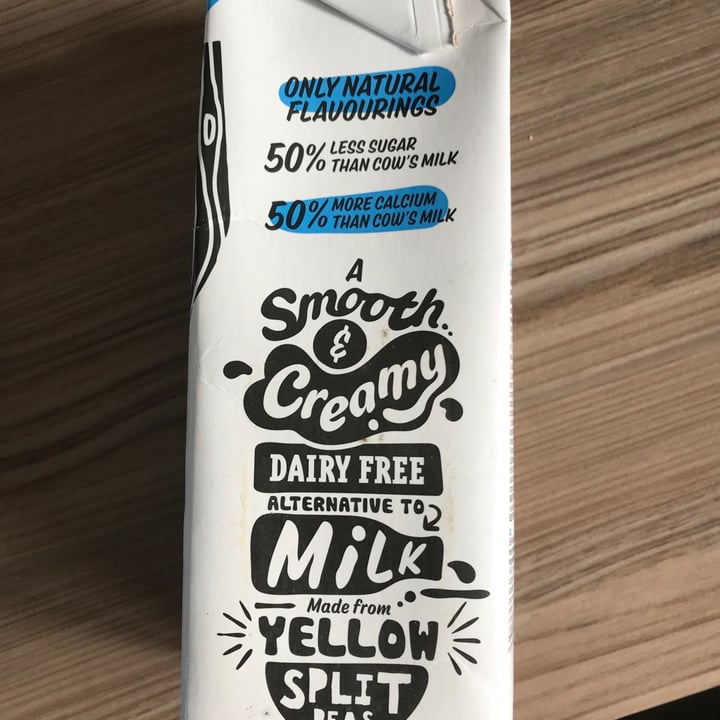 ONLY NATURAL
FLAVOURINGS
50% LESS SUGAR
THAN COW'S MILK
50% MORE CALCIUM
THAN COW'S MILK
A
Smooth
&
Creamy
DAIRY FREE
ALTERNATIVE TO
MiLK
Made from
YELLOW
SPLIT
PEAS